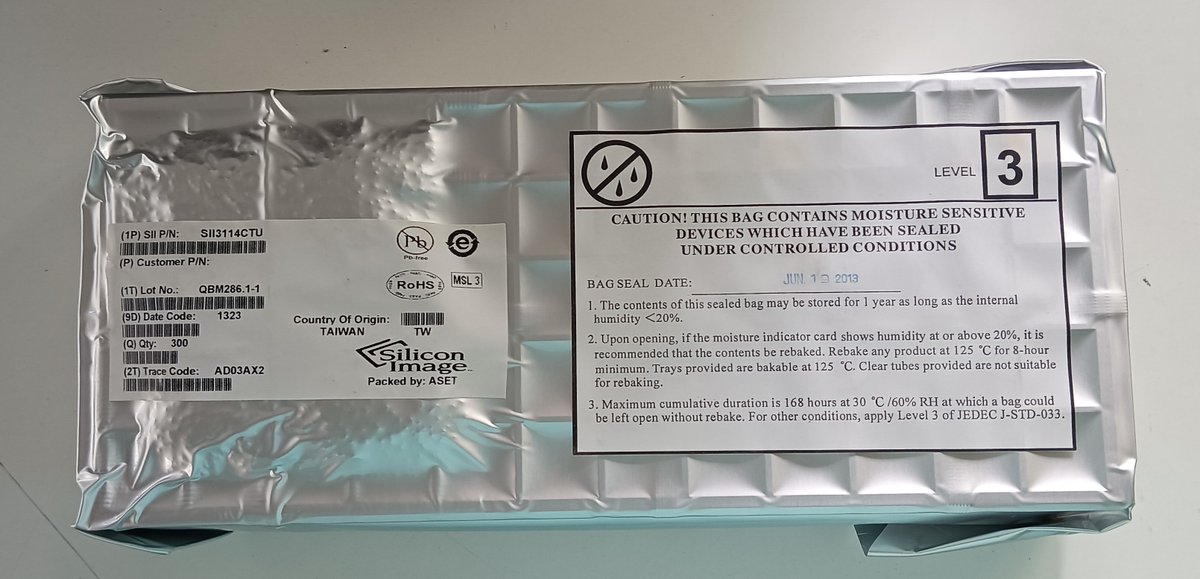 (1P) SII P/N: SII3114CTU
(P) Customer P/N:
(1T) Lot No.: QBM286.1-1
(9D) Date Code: 1323
(Q) Qty: 300
(2T) Trace Code: AD03AX2
Pb
Pb-free
e
RoHS
MSL 3
Country Of Origin:
TAIWAN TW
Silicon
Image
Packed by: ASET
LEVEL 3
CAUTION! THIS BAG CONTAINS MOISTURE SENSITIVE
DEVICES WHICH HAVE BEEN SEALED
UNDER CONTROLLED CONDITIONS
BAG SEAL DATE: JUN. 2013
1. The contents of this sealed bag may be stored for 1 year as long as the internal
humidity <20%.
2. Upon opening, if the moisture indicator card shows humidity at or above 20%, it is
recommended that the contents be rebaked. Rebake any product at 125 °C for 8-hour
minimum. Trays provided are bakable at 125 °C. Clear tubes provided are not suitable
for rebaking.
3. Maximum cumulative duration is 168 hours at 30 °C /60% RH at which a bag could
be left open without rebake. For other conditions, apply Level 3 of JEDEC J-STD-033.